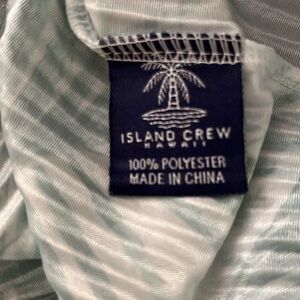 ISLAND CREW
HAWAII
100% POLYESTER
MADE IN CHINA